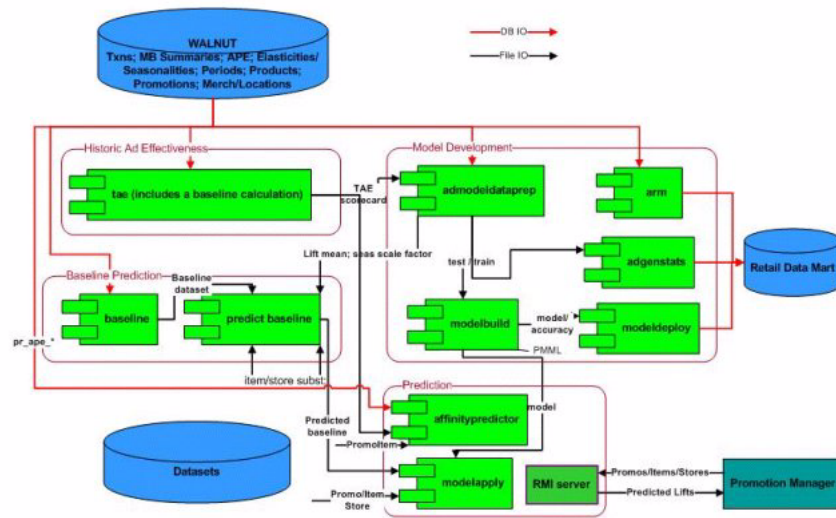 WALNUT
Txns; MB Summaries; APE; Elasticities/
Seasonalities; Periods; Products;
Promotions; Merch/Locations
DB IO
File IO
Historic Ad Effectiveness
tae (includes a baseline calculation)
TAE
scorecard
Model Development
admodeldataprep
arm
Lift mean; seas scale factor
test / train
adgenstats
Retail Data Mart
Baseline Prediction
Baseline
dataset
baseline
predict baseline
modelbuild
model/
accuracy
modeldeploy
PMML
pr_ape_*
item/store subst
Prediction
affinitypredictor
model
Predicted
baseline
PromoItem
Datasets
modelapply
Promo/Item
Store
RMI server
Promos/Items/Stores
Predicted Lifts
Promotion Manager